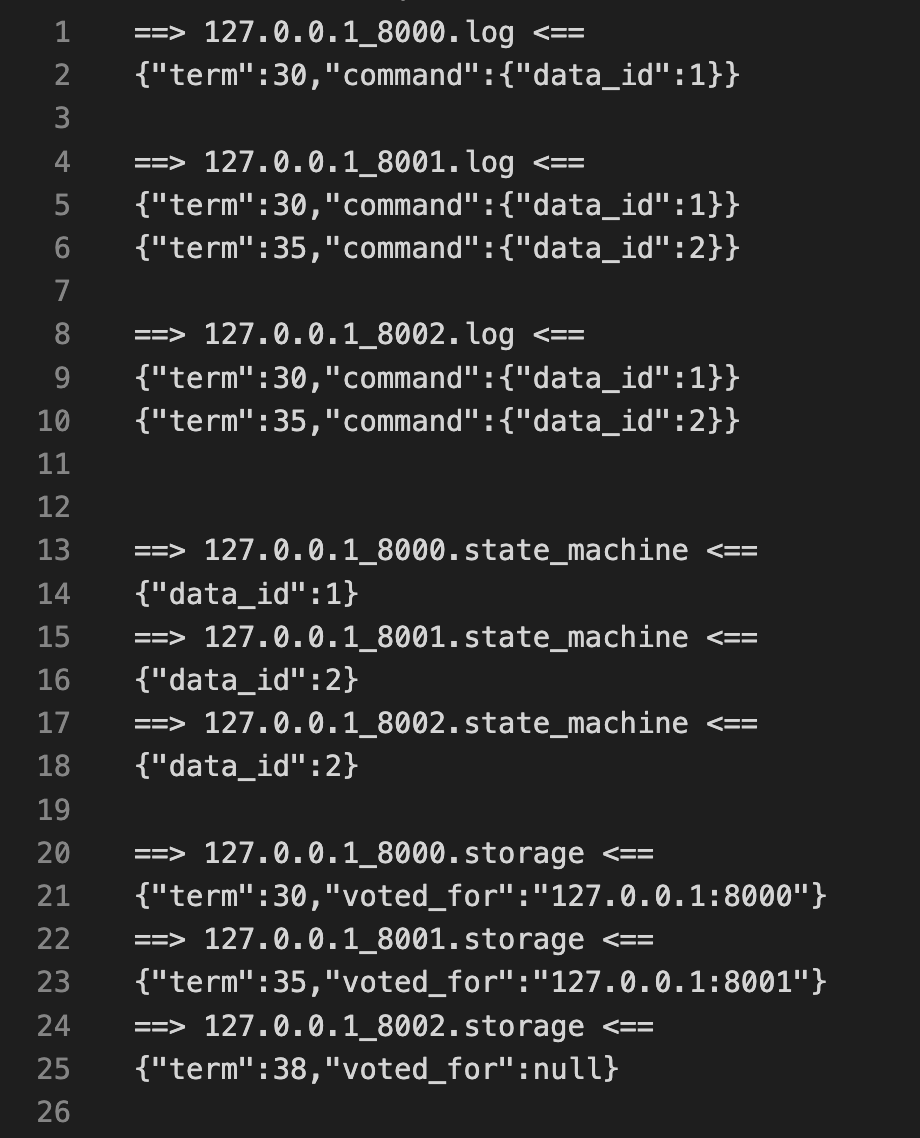 1 ==> 127.0.0.1_8000.log <==
2 {"term":30,"command":{"data_id":1}}
3
4 ==> 127.0.0.1_8001.log <==
5 {"term":30,"command":{"data_id":1}}
6 {"term":35,"command":{"data_id":2}}
7
8 ==> 127.0.0.1_8002.log <==
9 {"term":30,"command":{"data_id":1}}
10 {"term":35,"command":{"data_id":2}}
11
12
13 ==> 127.0.0.1_8000.state_machine <==
14 {"data_id":1}
15 ==> 127.0.0.1_8001.state_machine <==
16 {"data_id":2}
17 ==> 127.0.0.1_8002.state_machine <==
18 {"data_id":2}
19
20 ==> 127.0.0.1_8000.storage <==
21 {"term":30,"voted_for":"127.0.0.1:8000"}
22 ==> 127.0.0.1_8001.storage <==
23 {"term":35,"voted_for":"127.0.0.1:8001"}
24 ==> 127.0.0.1_8002.storage <==
25 {"term":38,"voted_for":null}
26